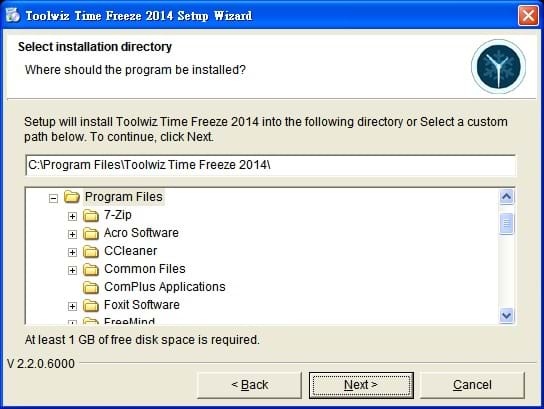 Toolwiz Time Freeze 2014 Setup Wizard
Select installation directory
Where should the program be installed?
Setup will install Toolwiz Time Freeze 2014 into the following directory or Select a custom
path below. To continue, click Next.
C:\Program Files\Toolwiz Time Freeze 2014\
Program Files
7-Zip
Acro Software
CCleaner
Common Files
ComPlus Applications
Foxit Software
FreeMind
At least 1 GB of free disk space is required.
V 2.2.0.6000
< Back
Next >
Cancel